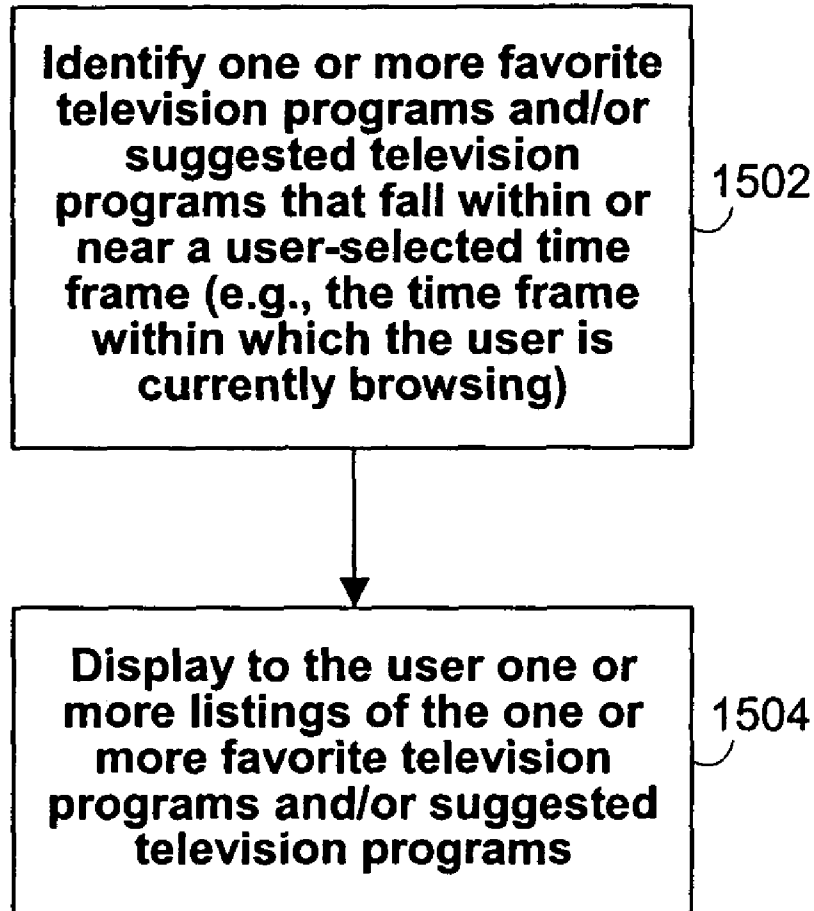 Identify one or more favorite
television programs and/or
suggested television
programs that fall within or
near a user-selected time
frame (e.g., the time frame
within which the user is
currently browsing)
1502
Display to the user one or
more listings of the one or
more favorite television
programs and/or suggested
television programs
1504